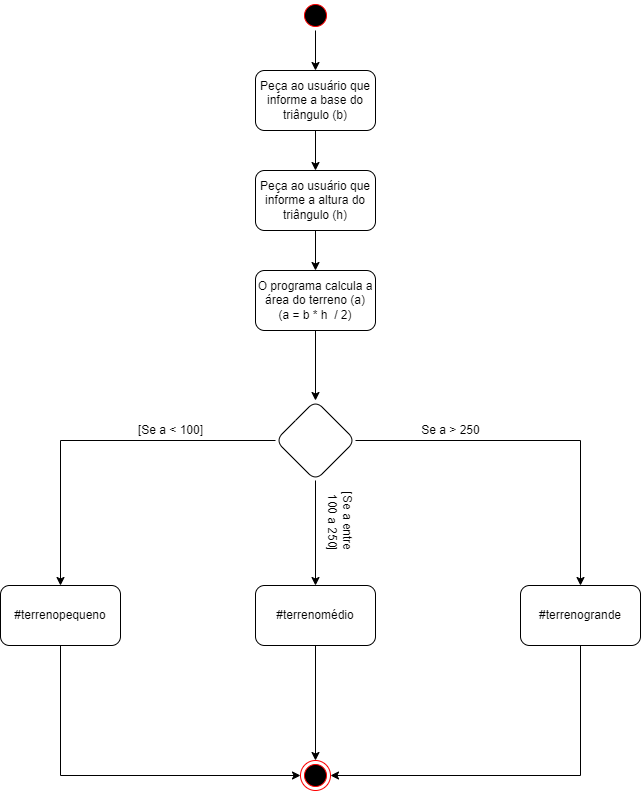 Peça ao usuário que
informe a base do
triângulo (b)
Peça ao usuário que
informe a altura do
triângulo (h)
O programa calcula a
área do terreno (a)
(a = b * h / 2)
[Se a < 100]
Se a > 250
[Se a entre
100 a 250]
#terrenopequeno
#terrenomédio
#terrenogrande